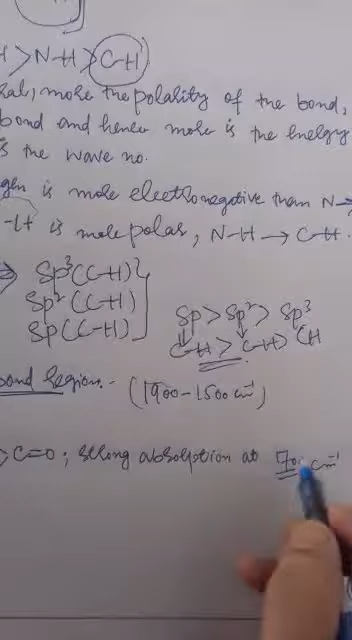 > N-H > C-H
more the polarity of the bond,
bond and hence more is the energy
is the wave no.
gen is more electronegative than N
is more polar, N-H → C-H.
Sp³(C-H)
Sp²(C-H)
Sp(C-H)
Sp > Sp² > Sp³
C-H > C-H > CH
bond Region:- (1900-1500 cm⁻¹)
C=O; strong absorption at cm⁻¹